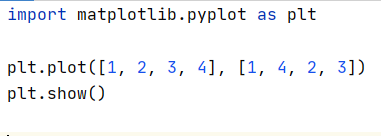 import matplotlib.pyplot as plt
plt.plot([1, 2, 3, 4], [1, 4, 2, 3])
plt.show()